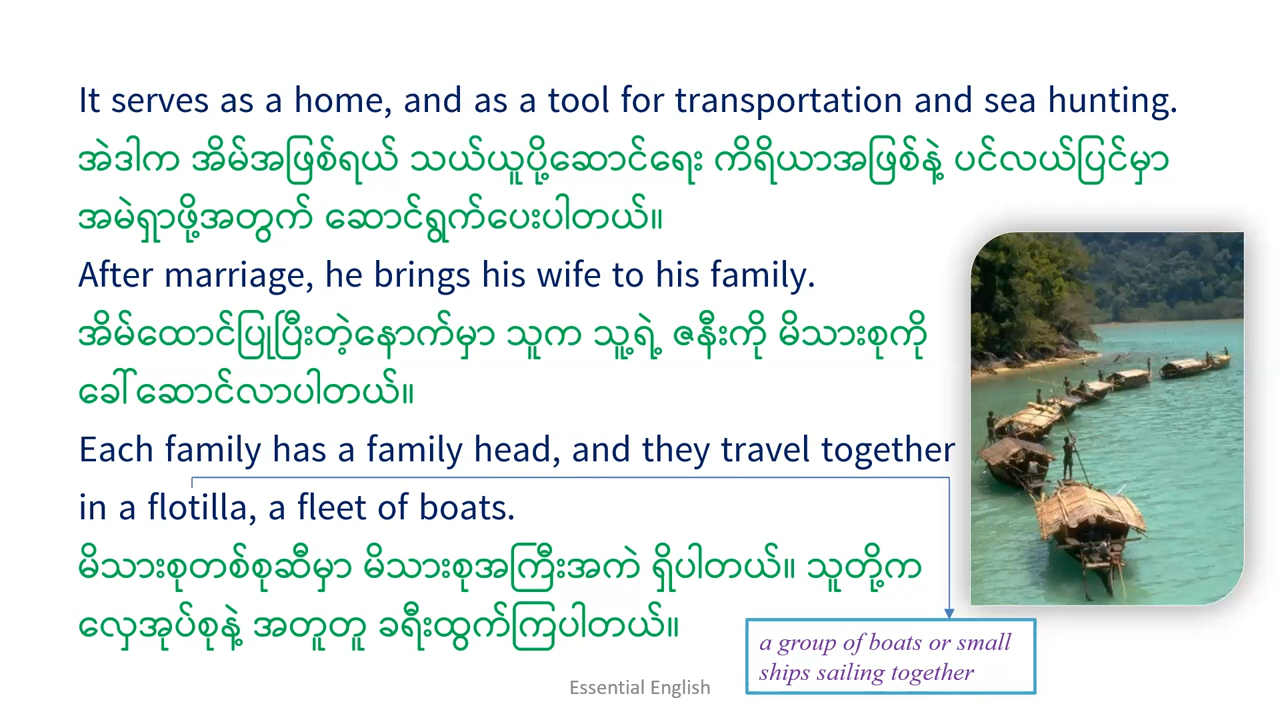 It serves as a home, and as a tool for transportation and sea hunting.
အဲဒါက အိမ်အဖြစ်ရယ် သယ်ယူပို့ဆောင်ရေး ကိရိယာအဖြစ်နဲ့ ပင်လယ်ပြင်မှာ
အမဲရှာဖို့အတွက် ဆောင်ရွက်ပေးပါတယ်။
After marriage, he brings his wife to his family.
အိမ်ထောင်ပြုပြီးတဲ့နောက်မှာ သူက သူ့ရဲ့ ဇနီးကို မိသားစုကို
ခေါ်ဆောင်လာပါတယ်။
Each family has a family head, and they travel together
in a flotilla, a fleet of boats.
မိသားစုတစ်စုဆီမှာ မိသားစုအကြီးအကဲ ရှိပါတယ်။ သူတို့က
လှေအုပ်စုနဲ့ အတူတူ ခရီးထွက်ကြပါတယ်။
a group of boats or small
ships sailing together
Essential English